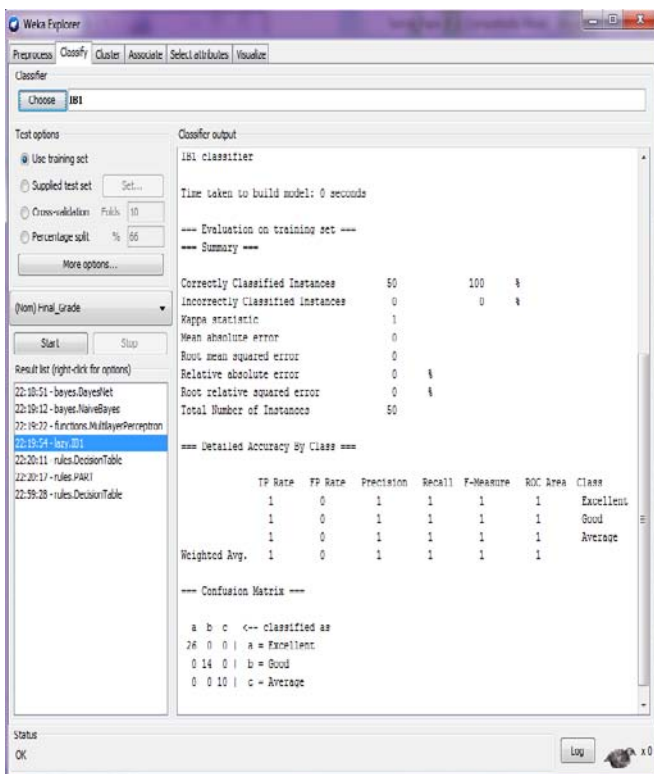 Weka Explorer
Preprocess Classify Cluster Associate Select attributes Visualize
Classifier
Choose IB1
Test options
Use training set
Supplied test set Set...
Cross-validation Folds 10
Percentage split % 66
More options...
(Nom) Final_Grade
Start Stop
Result list (right-click for options)
22:18:51 - bayes.BayesNet
22:19:12 - bayes.NaiveBayes
22:19:22 - functions.MultilayerPerceptron
22:19:54 - lazy.IB1
22:20:11 - rules.DecisionTable
22:20:17 - rules.PART
22:59:28 - rules.DecisionTable
Classifier output
IB1 classifier
Time taken to build model: 0 seconds
=== Evaluation on training set ===
=== Summary ===
Correctly Classified Instances 50 100 %
Incorrectly Classified Instances 0 0 %
Kappa statistic 1
Mean absolute error 0
Root mean squared error 0
Relative absolute error 0 %
Root relative squared error 0 %
Total Number of Instances 50
=== Detailed Accuracy By Class ===
TP Rate FP Rate Precision Recall F-Measure ROC Area Class
1 0 1 1 1 1 Excellent
1 0 1 1 1 1 Good
1 0 1 1 1 1 Average
Weighted Avg. 1 0 1 1 1 1
=== Confusion Matrix ===
a b c <-- classified as
26 0 0 | a = Excellent
0 14 0 | b = Good
0 0 10 | c = Average
Status
OK
Log x 0